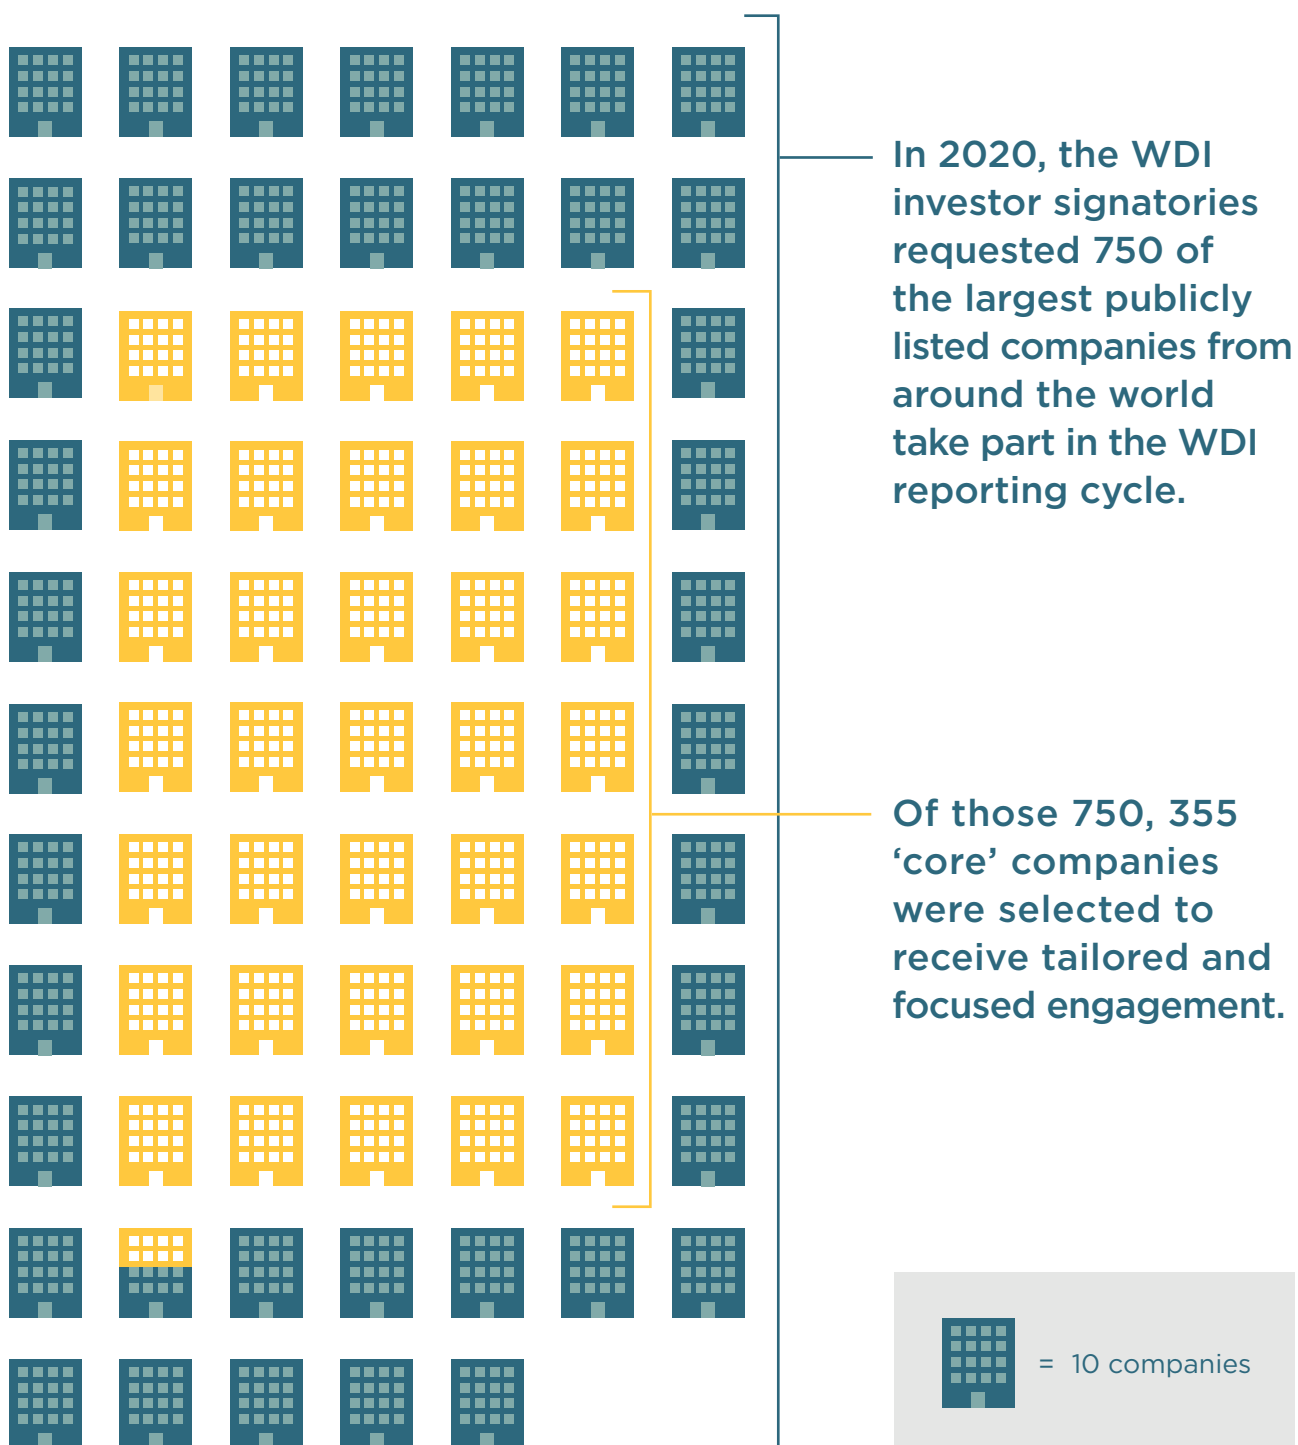 In 2020, the WDI
investor signatories
requested 750 of
the largest publicly
listed companies from
around the world
take part in the WDI
reporting cycle.
Of those 750, 355
‘core’ companies
were selected to
receive tailored and
focused engagement.
= 10 companies